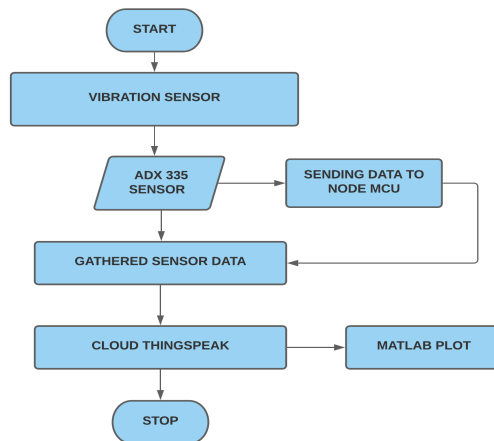 START
VIBRATION SENSOR
ADX 335
SENSOR
SENDING DATA TO
NODE MCU
GATHERED SENSOR DATA
CLOUD THINGSPEAK
MATLAB PLOT
STOP